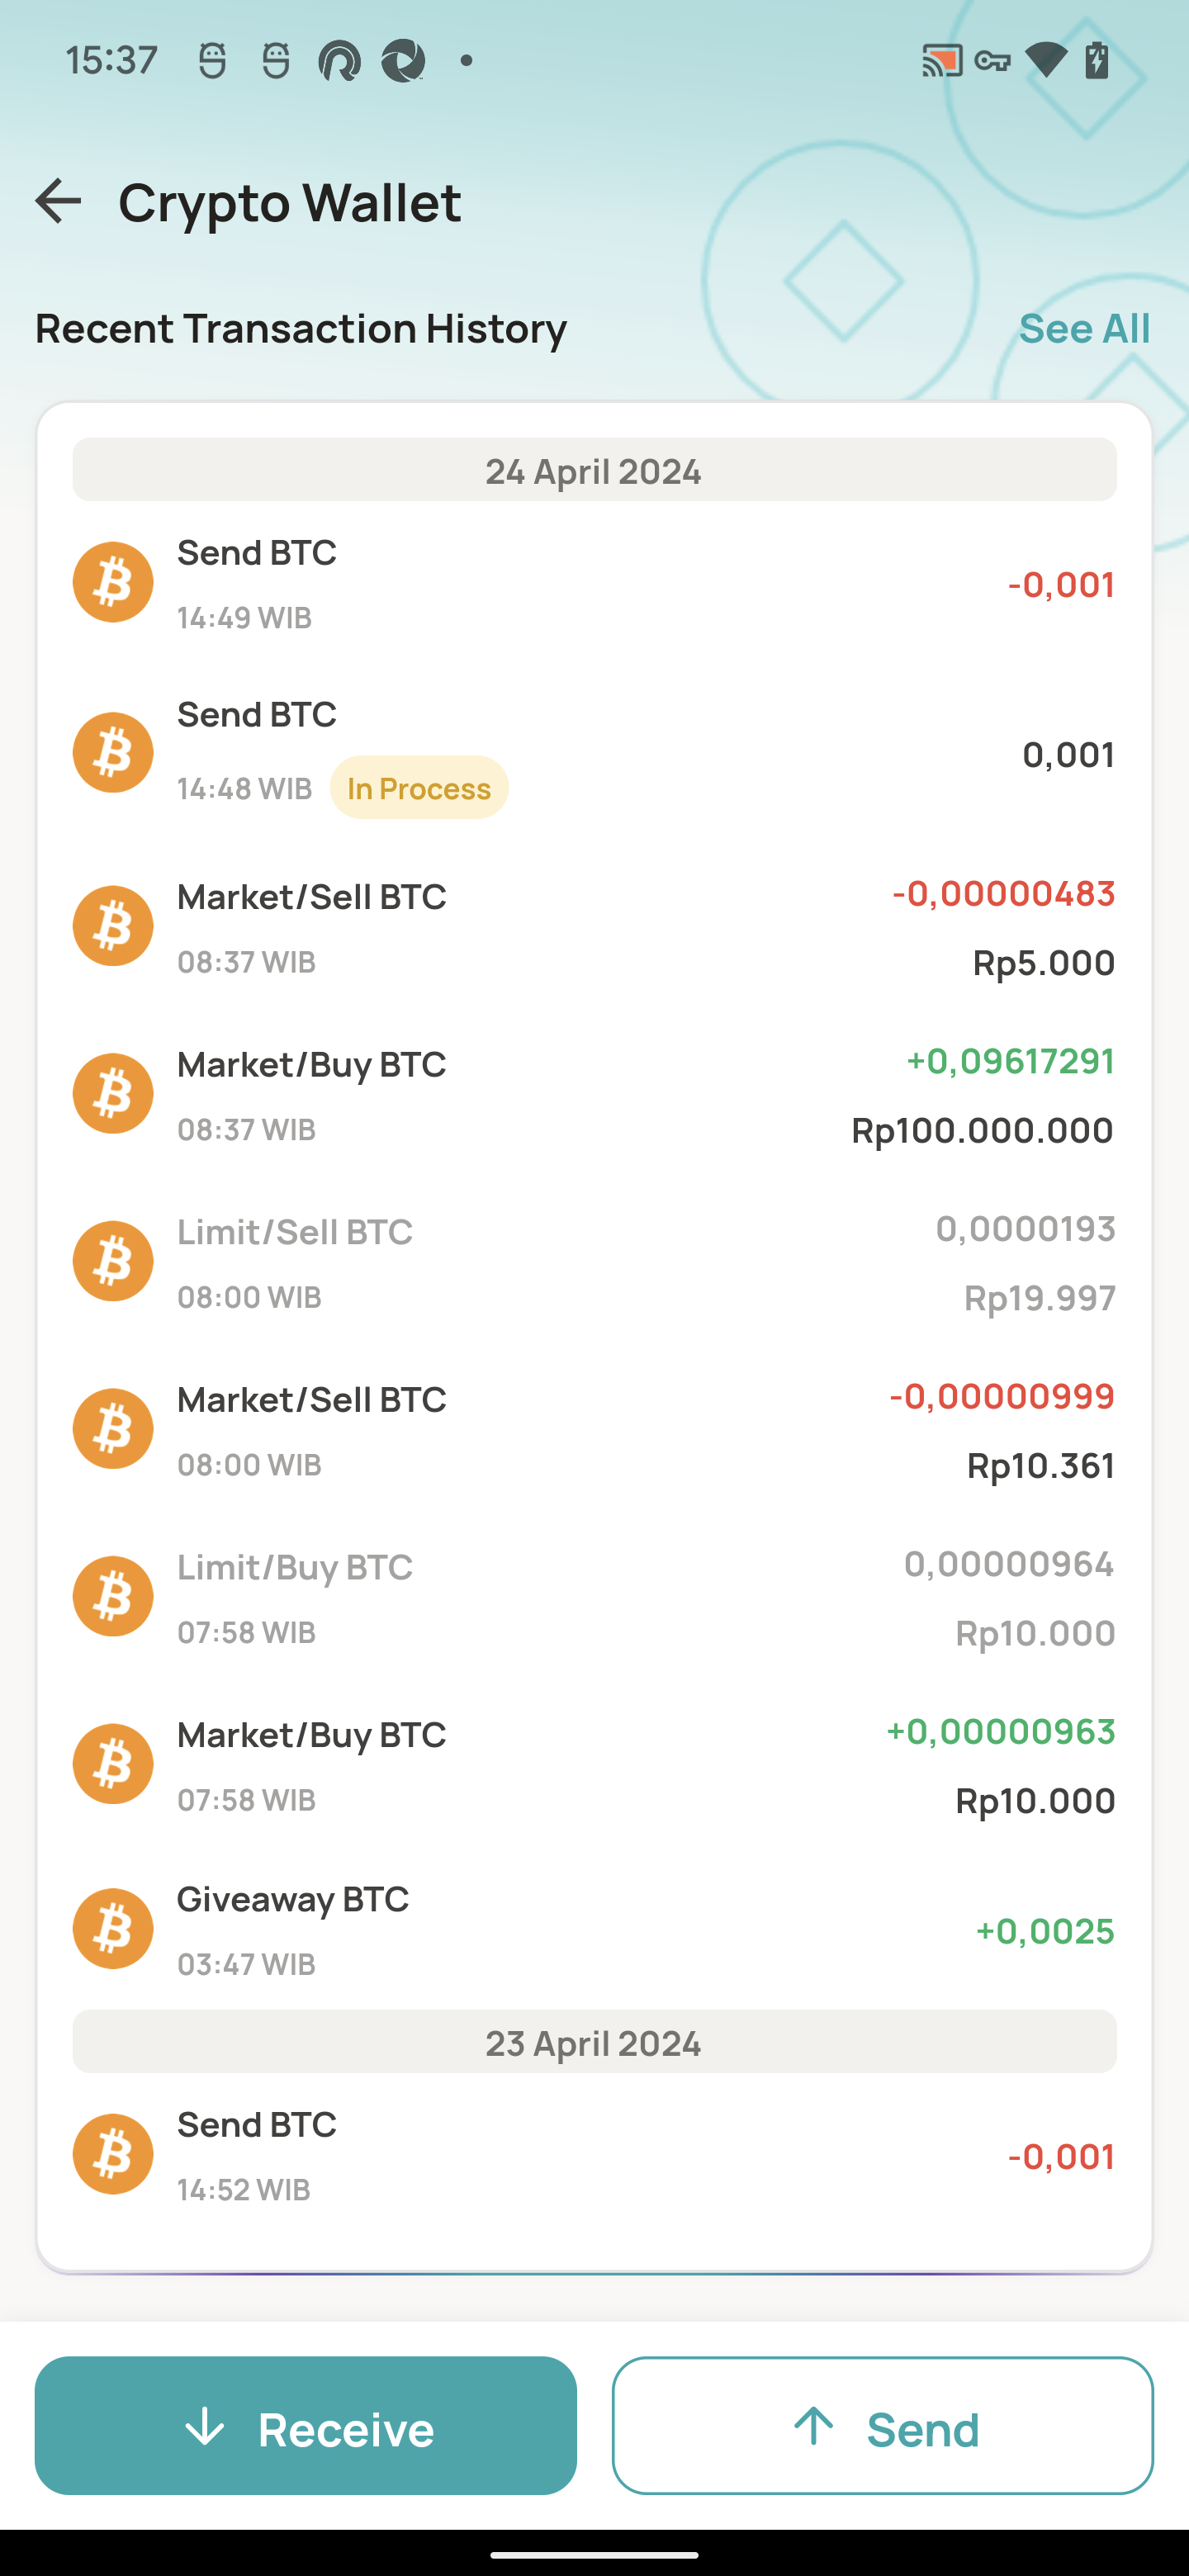 15:37
Crypto Wallet
Recent Transaction History
See All
24 April 2024
Send BTC
-0,001
14:49 WIB
Send BTC
0,001
14:48 WIB
In Process
Market/Sell BTC
-0,00000483
08:37 WIB
Rp5.000
Market/Buy BTC
+0,09617291
08:37 WIB
Rp100.000.000
Limit/Sell BTC
0,0000193
08:00 WIB
Rp19.997
Market/Sell BTC
-0,00000999
08:00 WIB
Rp10.361
Limit/Buy BTC
0,00000964
07:58 WIB
Rp10.000
Market/Buy BTC
+0,00000963
07:58 WIB
Rp10.000
Giveaway BTC
+0,0025
03:47 WIB
23 April 2024
Send BTC
-0,001
14:52 WIB
Receive
Send